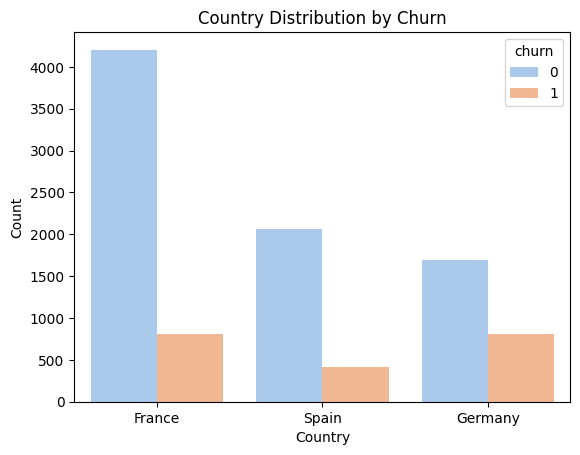 Country Distribution by Churn
churn
0
1
Count
4000
3500
3000
2500
2000
1500
1000
500
0
France Spain Germany
Country